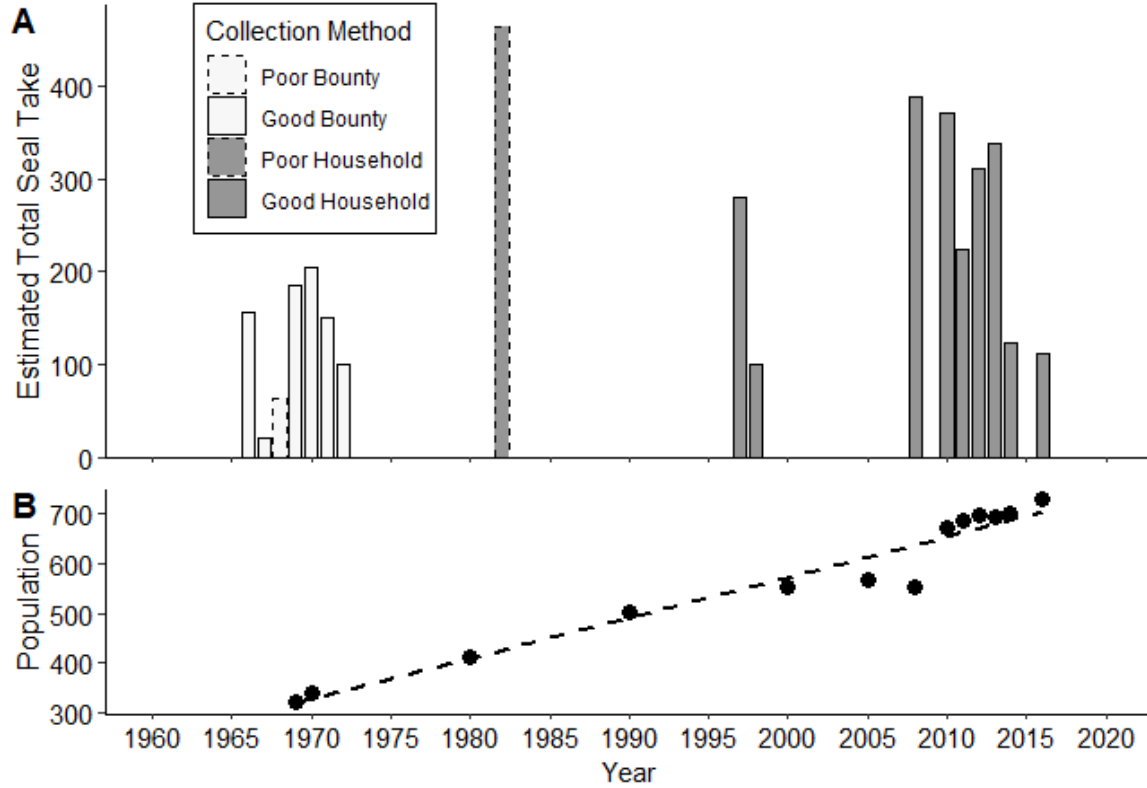 A
Estimated Total Seal Take
400
300
200
100
0
Collection Method
Poor Bounty
Good Bounty
Poor Household
Good Household
B
Population
700
600
500
400
300
1960 1965 1970 1975 1980 1985 1990 1995 2000 2005 2010 2015 2020
Year